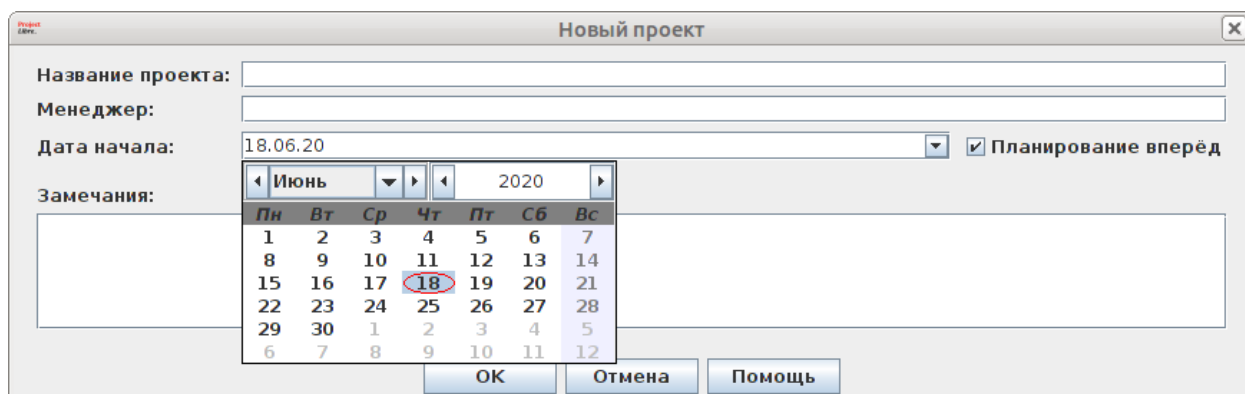 Project Libre.
Новый проект
Название проекта:
Менеджер:
Дата начала: 18.06.20 Планирование вперёд
Июнь 2020
Замечания:
Пн Вт Ср Чт Пт Сб Вс
1 2 3 4 5 6 7
8 9 10 11 12 13 14
15 16 17 18 19 20 21
22 23 24 25 26 27 28
29 30 1 2 3 4 5
6 7 8 9 10 11 12
OK Отмена Помощь